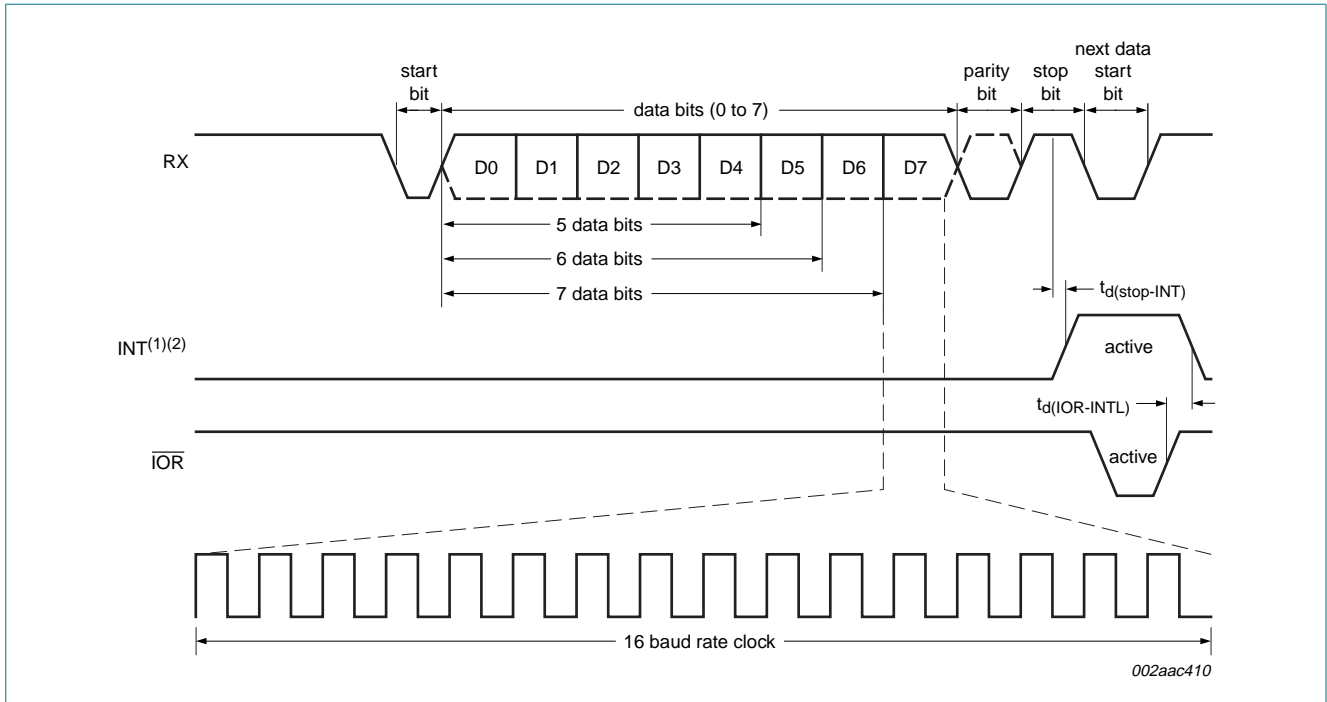 next data
start bit
parity bit
stop bit
start bit
data bits (0 to 7)
RX
D0 D1 D2 D3 D4 D5 D6 D7
5 data bits
6 data bits
7 data bits
td(stop-INT)
INT(1)(2)
active
td(IOR-INTL)
IOR
active
16 baud rate clock
002aac410